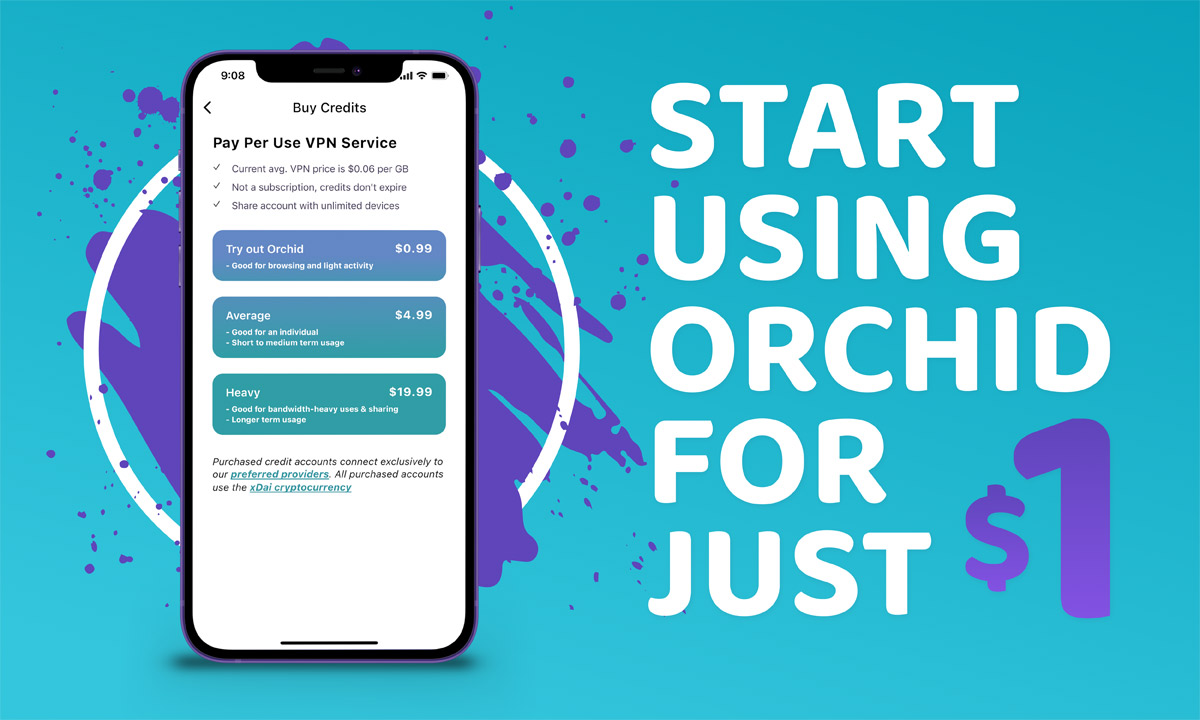 9:08
Buy Credits
Pay Per Use VPN Service
Current avg. VPN price is $0.06 per GB
Not a subscription, credits don't expire
Share account with unlimited devices
Try out Orchid $0.99
- Good for browsing and light activity
Average $4.99
- Good for an individual
- Short to medium term usage
Heavy $19.99
- Good for bandwidth-heavy uses & sharing
- Longer term usage
Purchased credit accounts connect exclusively to
our preferred providers. All purchased accounts
use the xDai cryptocurrency
START
USING
ORCHID
FOR
JUST $1